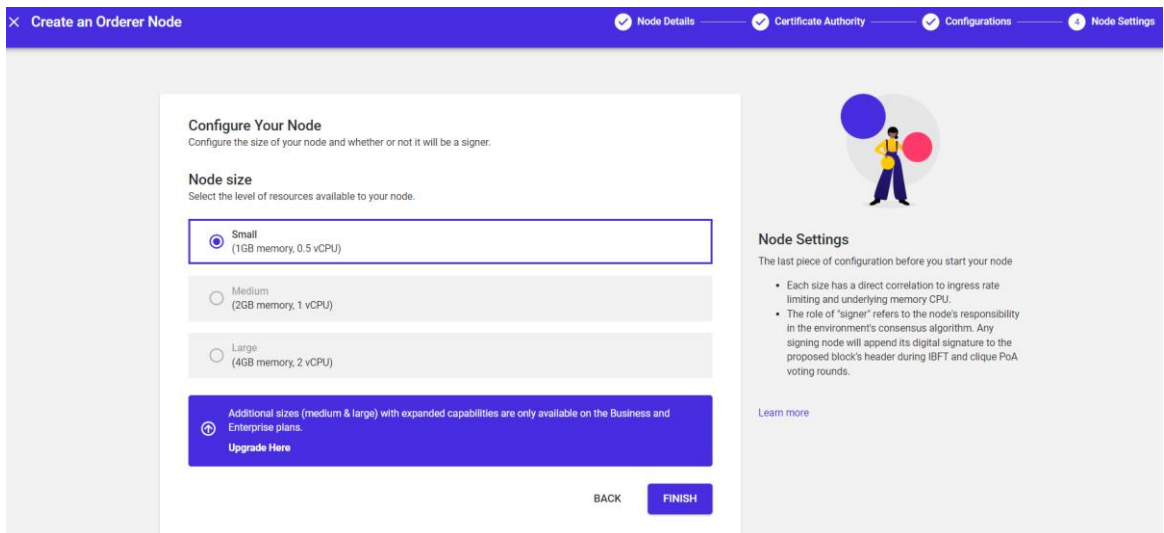 Create an Orderer Node
Node Details
Certificate Authority
Configurations
4 Node Settings
Configure Your Node
Configure the size of your node and whether or not it will be a signer.
Node size
Select the level of resources available to your node.
Small
(1GB memory, 0.5 vCPU)
Medium
(2GB memory, 1 vCPU)
Large
(4GB memory, 2 vCPU)
Additional sizes (medium & large) with expanded capabilities are only available on the Business and
Enterprise plans.
Upgrade Here
BACK
FINISH
Node Settings
The last piece of configuration before you start your node
• Each size has a direct correlation to ingress rate
limiting and underlying memory CPU.
• The role of "signer" refers to the node's responsibility
in the environment's consensus algorithm. Any
signing node will append its digital signature to the
proposed block's header during IBFT and clique PoA
voting rounds.
Learn more